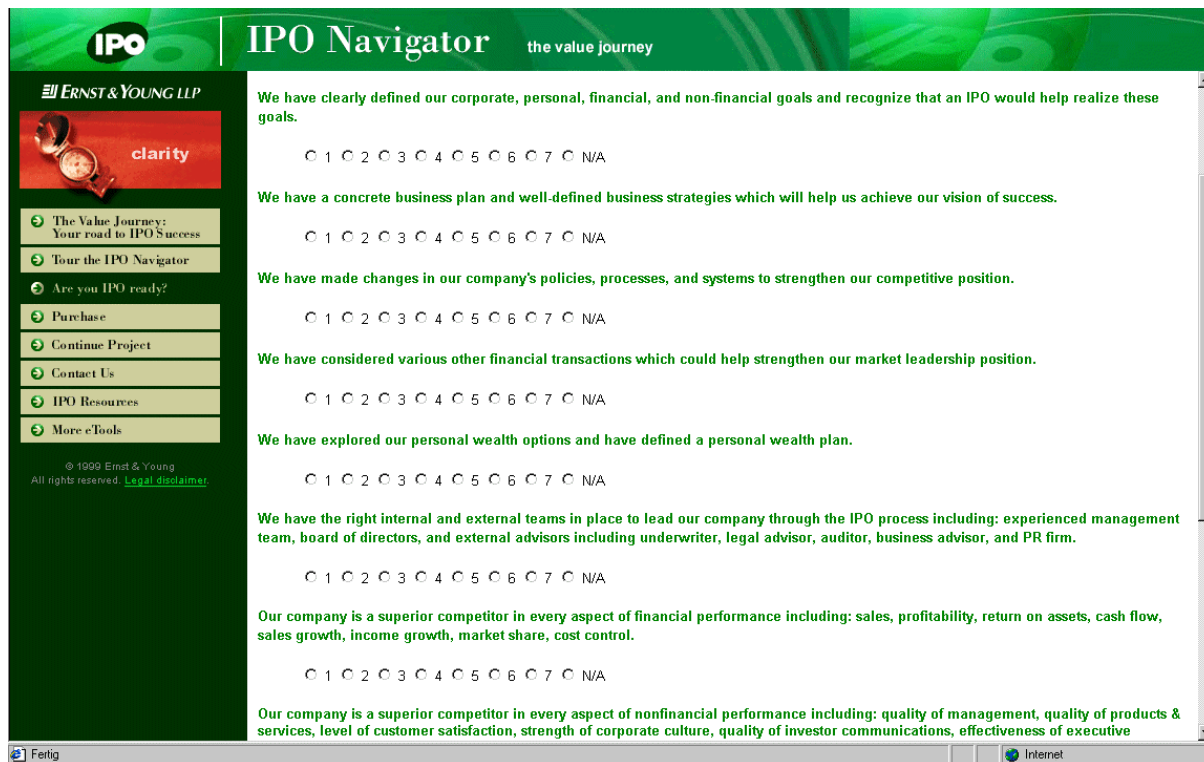 IPO
IPO Navigator the value journey
ERNST & YOUNG LLP
clarity
The Value Journey:
Your road to IPO Success
Tour the IPO Navigator
Are you IPO ready?
Purchase
Continue Project
Contact Us
IPO Resources
More eTools
© 1999 Ernst & Young
All rights reserved. Legal disclaimer.
We have clearly defined our corporate, personal, financial, and non-financial goals and recognize that an IPO would help realize these
goals.
1 2 3 4 5 6 7 N/A
We have a concrete business plan and well-defined business strategies which will help us achieve our vision of success.
1 2 3 4 5 6 7 N/A
We have made changes in our company's policies, processes, and systems to strengthen our competitive position.
1 2 3 4 5 6 7 N/A
We have considered various other financial transactions which could help strengthen our market leadership position.
1 2 3 4 5 6 7 N/A
We have explored our personal wealth options and have defined a personal wealth plan.
1 2 3 4 5 6 7 N/A
We have the right internal and external teams in place to lead our company through the IPO process including: experienced management
team, board of directors, and external advisors including underwriter, legal advisor, auditor, business advisor, and PR firm.
1 2 3 4 5 6 7 N/A
Our company is a superior competitor in every aspect of financial performance including: sales, profitability, return on assets, cash flow,
sales growth, income growth, market share, cost control.
1 2 3 4 5 6 7 N/A
Our company is a superior competitor in every aspect of nonfinancial performance including: quality of management, quality of products &
services, level of customer satisfaction, strength of corporate culture, quality of investor communications, effectiveness of executive
Fertig
Internet